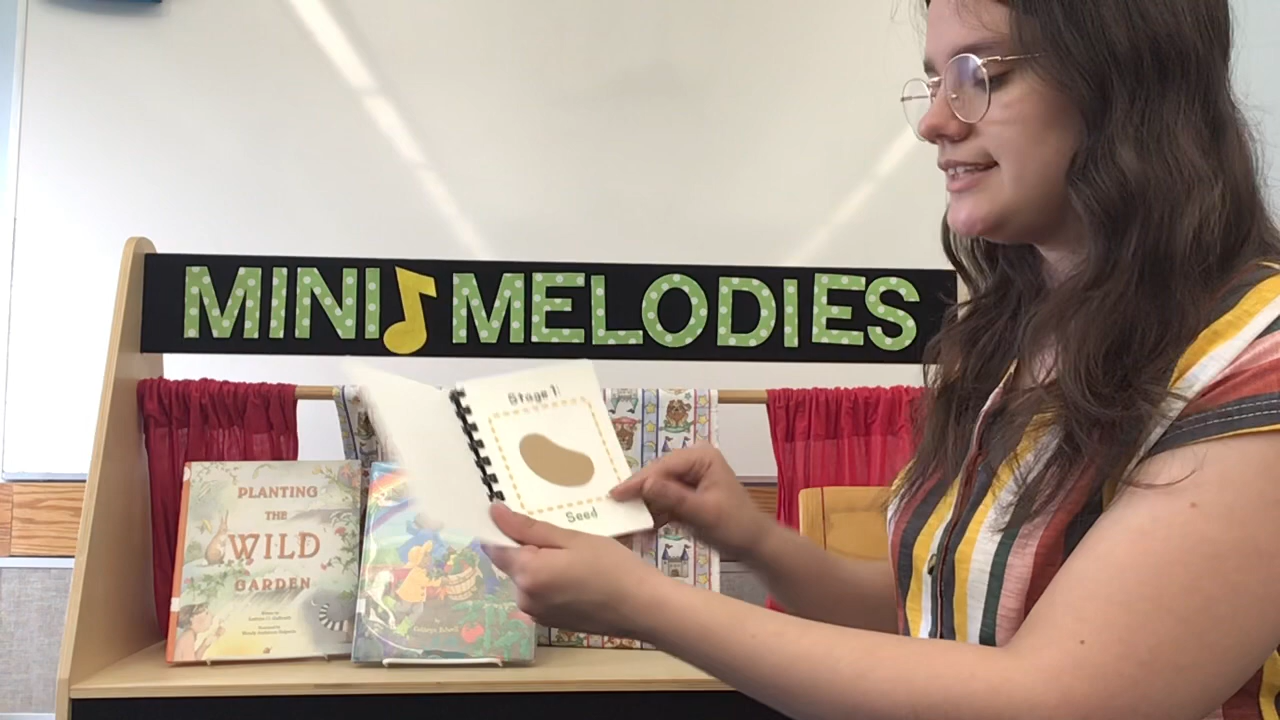 MINI MELODIES
Stage 1
Seed
PLANTING
THE
WILD
GARDEN